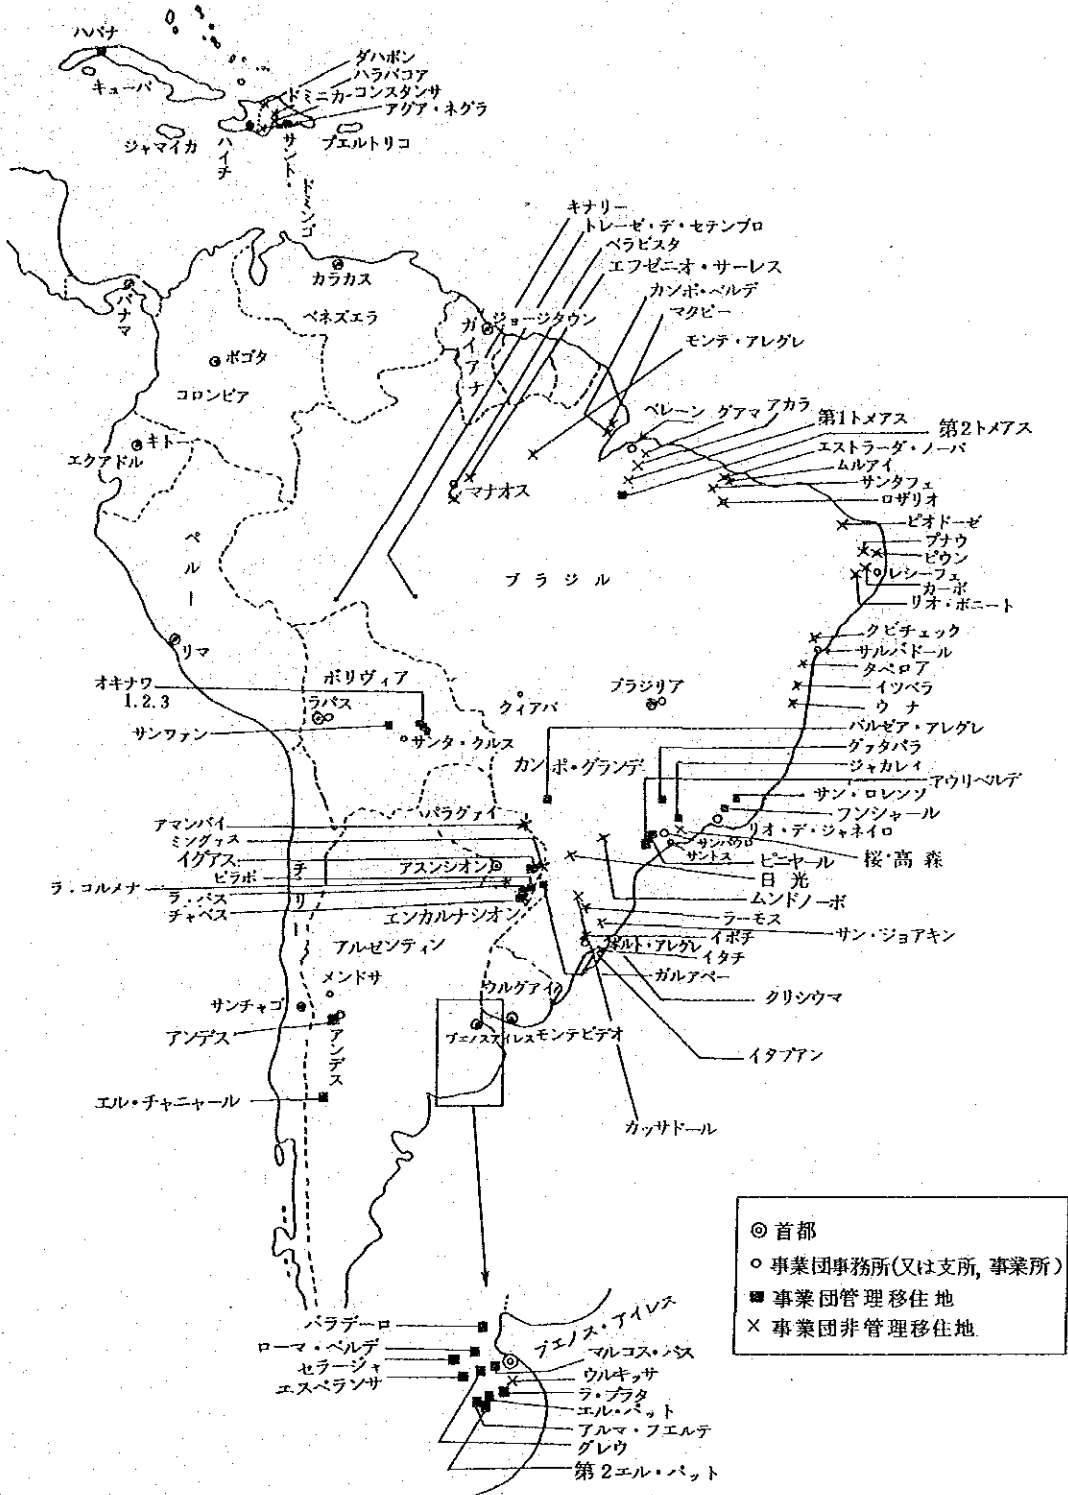 ハバナ
キューバ
ダハボン
ハラバコア
コンスタンサ
ドミニカ
アグア・ネグラ
ジャマイカ
ハイチ
サント・ドミンゴ
プエルトリコ
キナリー
トレーゼ・デ・セテンブロ
ベラビスタ
エフゼニオ・サーレス
カンポ・ベルデ
マタピー
モンテ・アレグレ
パナマ
カラカス
ベネズエラ
ガイアナ
ジョージタウン
ボゴタ
コロンビア
キトー
エクアドル
ベレーン
グアマ
アカラ
第1トメアス
第2トメアス
エストラーダ・ノーバ
ムルアイ
サンタフェ
ロザリオ
マナオス
ピオドーゼ
プナウ
ピウン
レシーフェ
カーボ
リオ・ボニート
ペルー
ブラジル
リマ
クビチェック
サルバドール
タペロア
イツベラ
ウナ
オキナワ
1.2.3
ボリヴィア
ラパス
サンファン
サンタ・クルス
クィアバ
ブラジリア
バルゼア・アレグレ
グァタパラ
ジャカレイ
アウリベルデ
カンポ・グランデ
サン・ロレンソ
フンシャール
リオ・デ・ジャネイロ
サンパウロ
サントス
桜・高森
ピニヤール
日光
ムンドノーボ
ラーモス
サン・ジョアキン
イボチ
ポルト・アレグレ
イタチ
ガルアペー
クリシウマ
イタプアン
カッサドール
パラグァイ
アマンバイ
ミングァス
イグアス
ピラポ
アスンシオン
ラ・コルメナ
ラ・パス
チャベス
エンカルナシオン
チリー
アルゼンティン
メンドサ
サンチャゴ
アンデス
アンデス
ウルグアイ
ブエノスアイレス
モンテビデオ
エル・チャニャール
◎ 首都
○ 事業団事務所(又は支所, 事業所)
■ 事業団管理移住地
× 事業団非管理移住地
パラデーロ
ローマ・ベルデ
セラージャ
エスペランサ
ブエノス・アイレス
マルコス・パス
ウルキッサ
ラ・プラタ
エル・パット
アルマ・フエルテ
グレウ
第2エル・パット